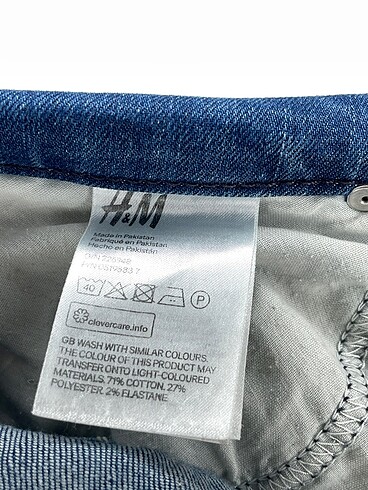 H&M
Made in Pakistan
Fabriqué en Pakistan
Hecho en Pakistán
40
P
clevercare.info
GB WASH WITH SIMILAR COLOURS.
THE COLOUR OF THIS PRODUCT MAY
TRANSFER ONTO LIGHT-COLOURED
MATERIALS. 71% COTTON. 27%
POLYESTER. 2% ELASTANE.